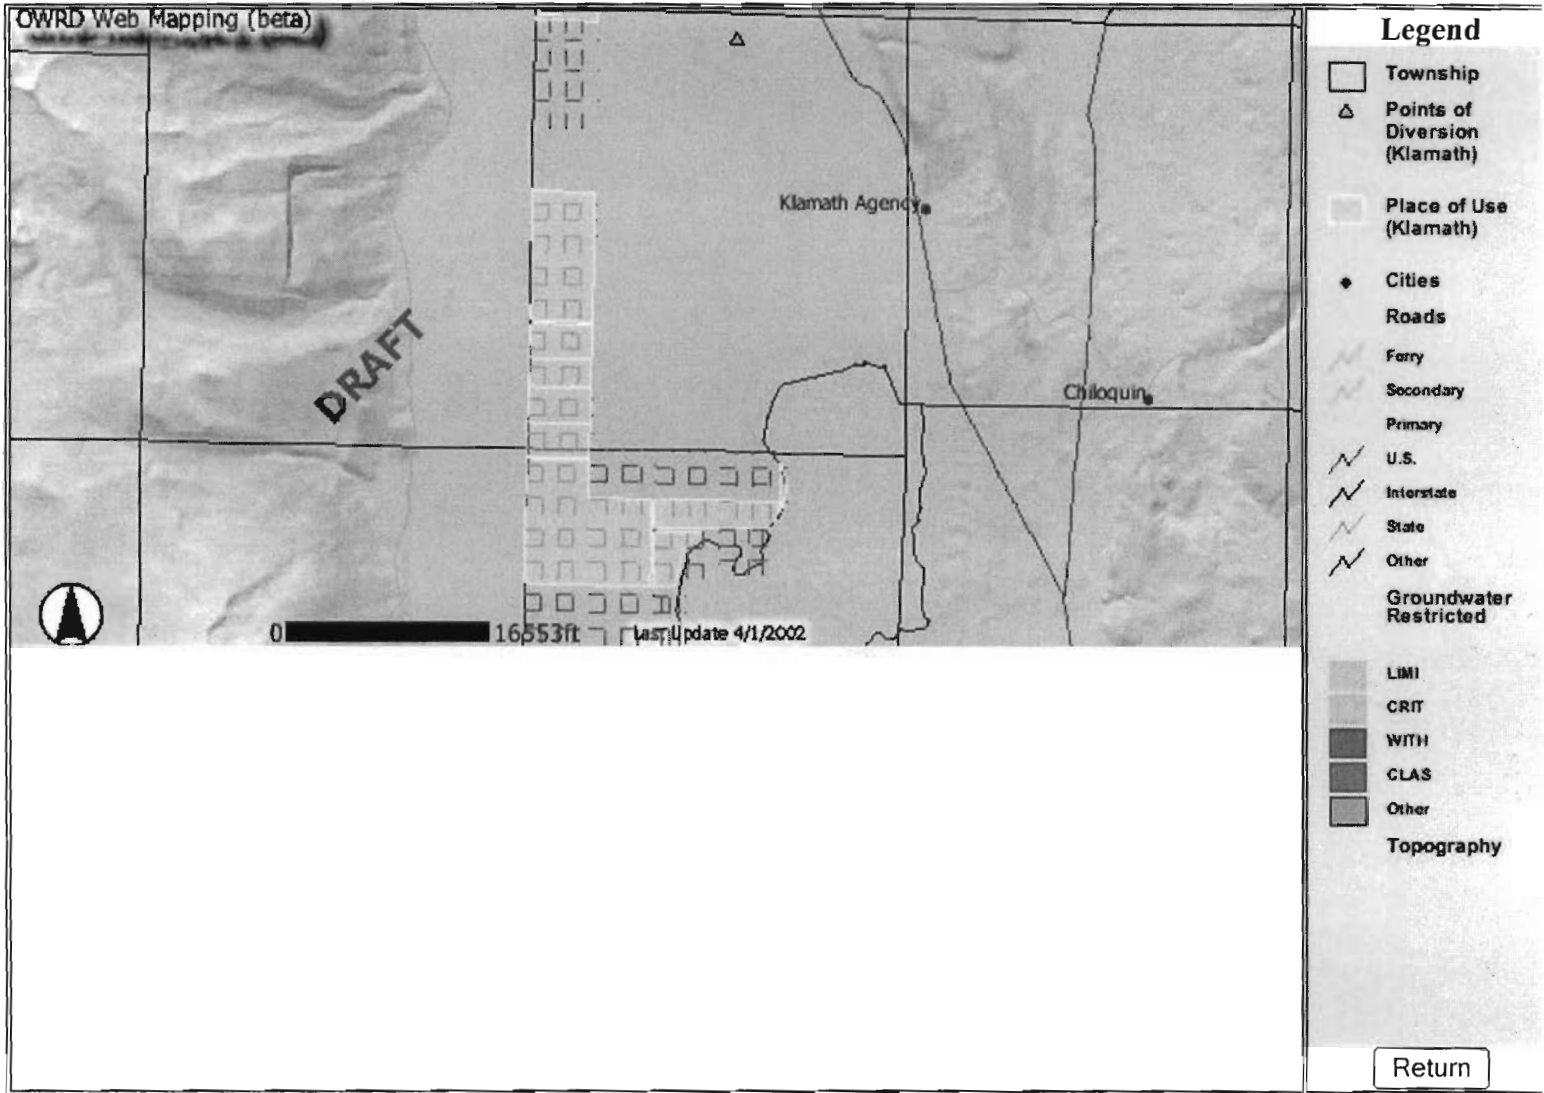 OWRD Web Mapping (beta)
Klamath Agency
DRAFT
Chiloquin
0 16553ft
Last Update 4/1/2002
Legend
Township
Points of
Diversion
(Klamath)
Place of Use
(Klamath)
Cities
Roads
Ferry
Secondary
Primary
U.S.
Interstate
State
Other
Groundwater
Restricted
LIMI
CRIT
WITH
CLAS
Other
Topography
Return